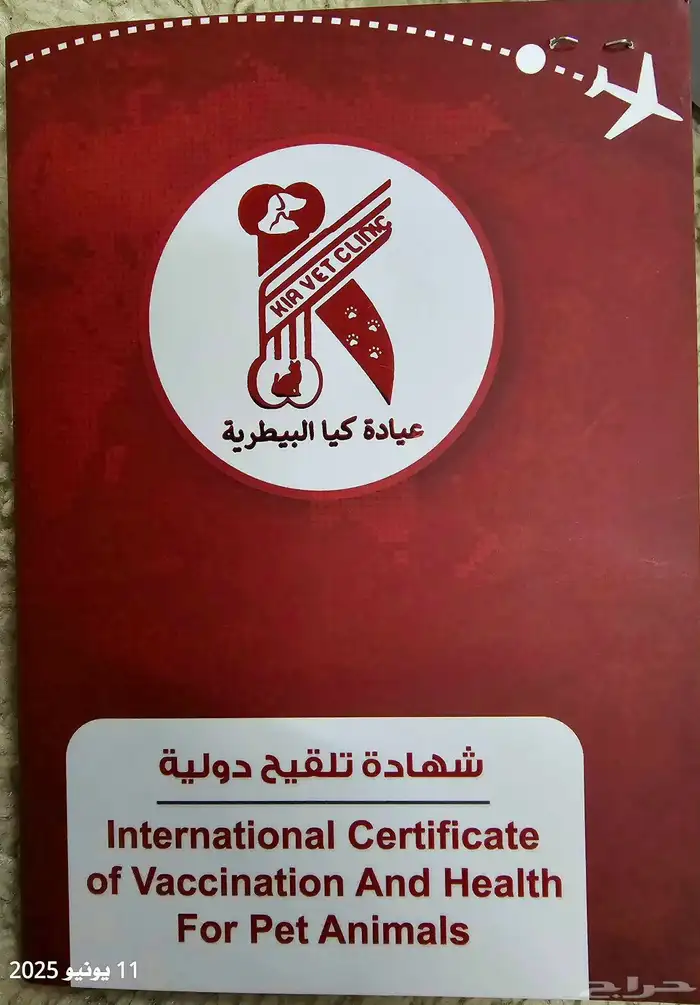 KIA VET CLINIC
عيادة كيا البيطرية
شهادة تلقيح دولية
International Certificate
of Vaccination And Health
For Pet Animals
11 يونيو 2025
حراج